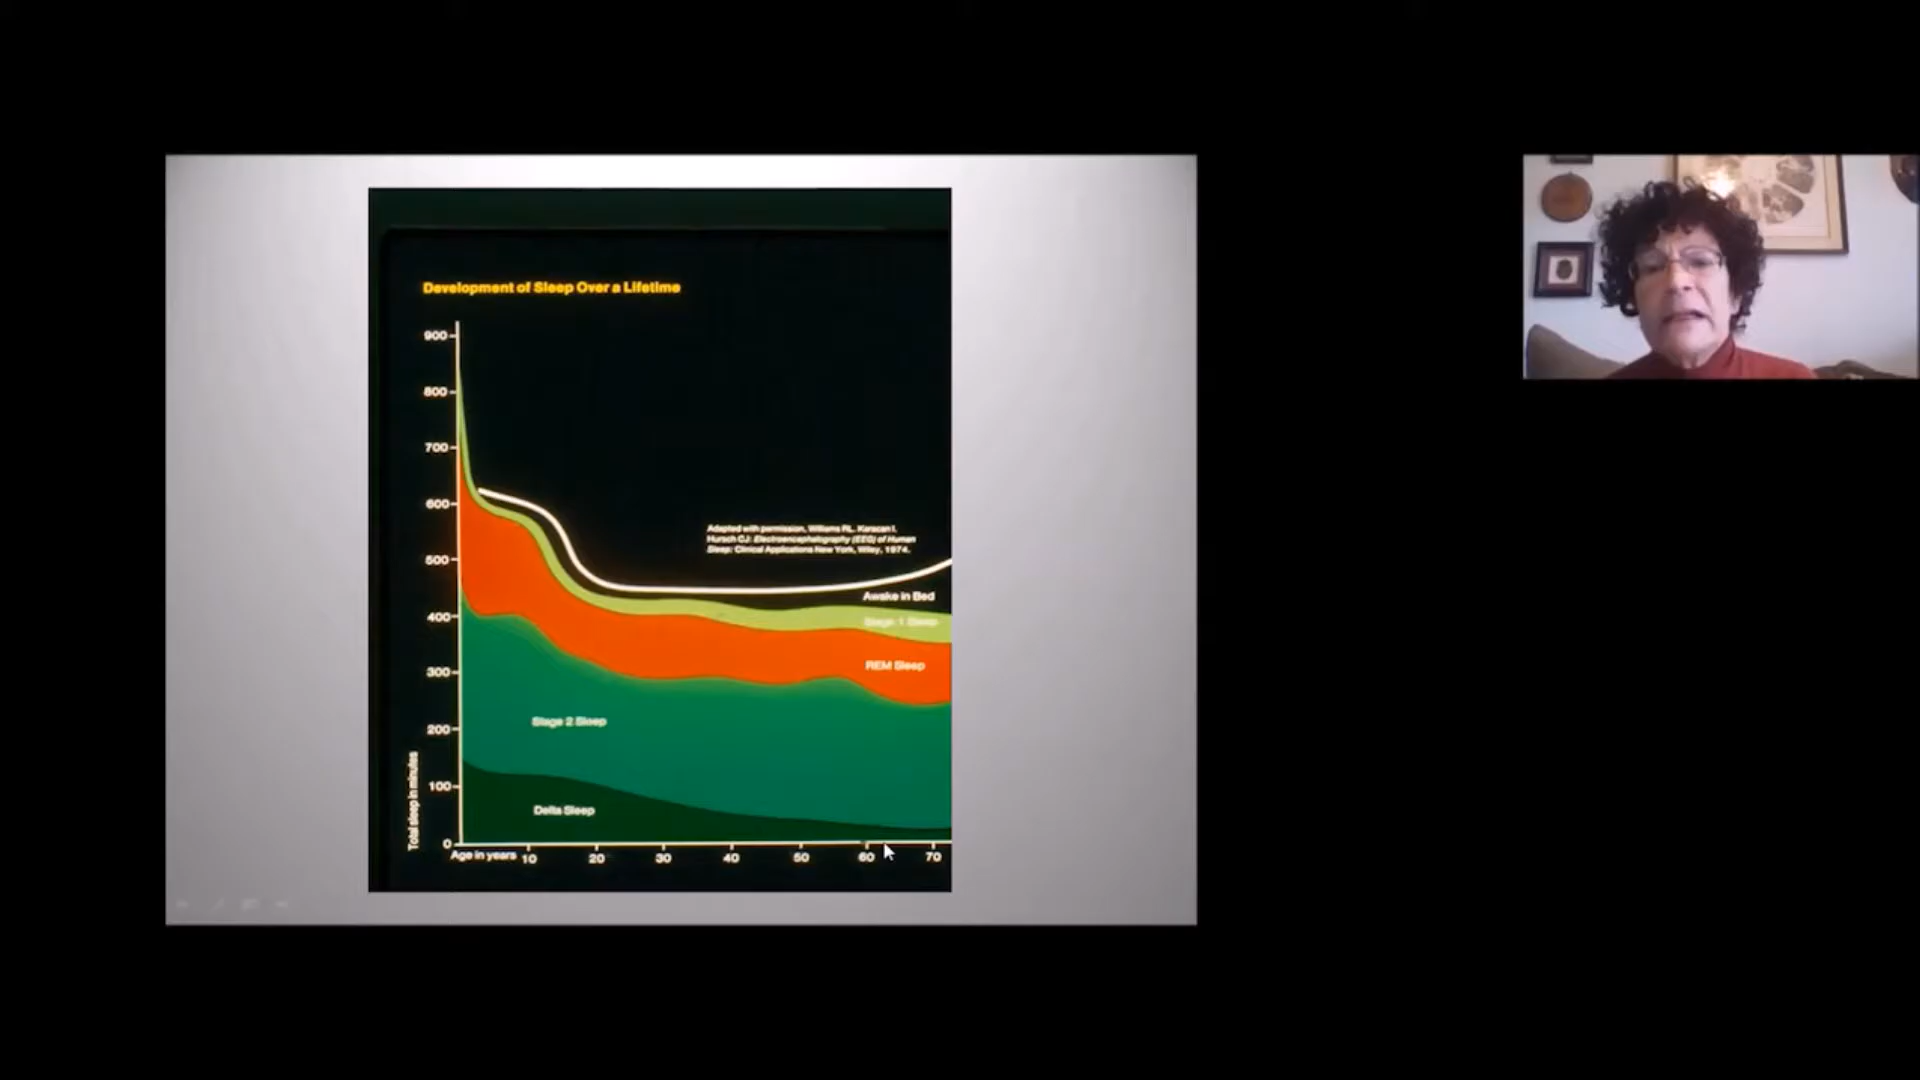 Development of Sleep Over a Lifetime
900
800
700
600
500
400
300
200
100
0
Total sleep in minutes
Age in years
10
20
30
40
50
60
70
Adapted with permission, Williams RL, Karacan I,
Hursch CJ: Electroencephalography (EEG) of Human
Sleep: Clinical Applications New York, Wiley, 1974.
Awake in Bed
Stage 1 Sleep
REM Sleep
Stage 2 Sleep
Delta Sleep